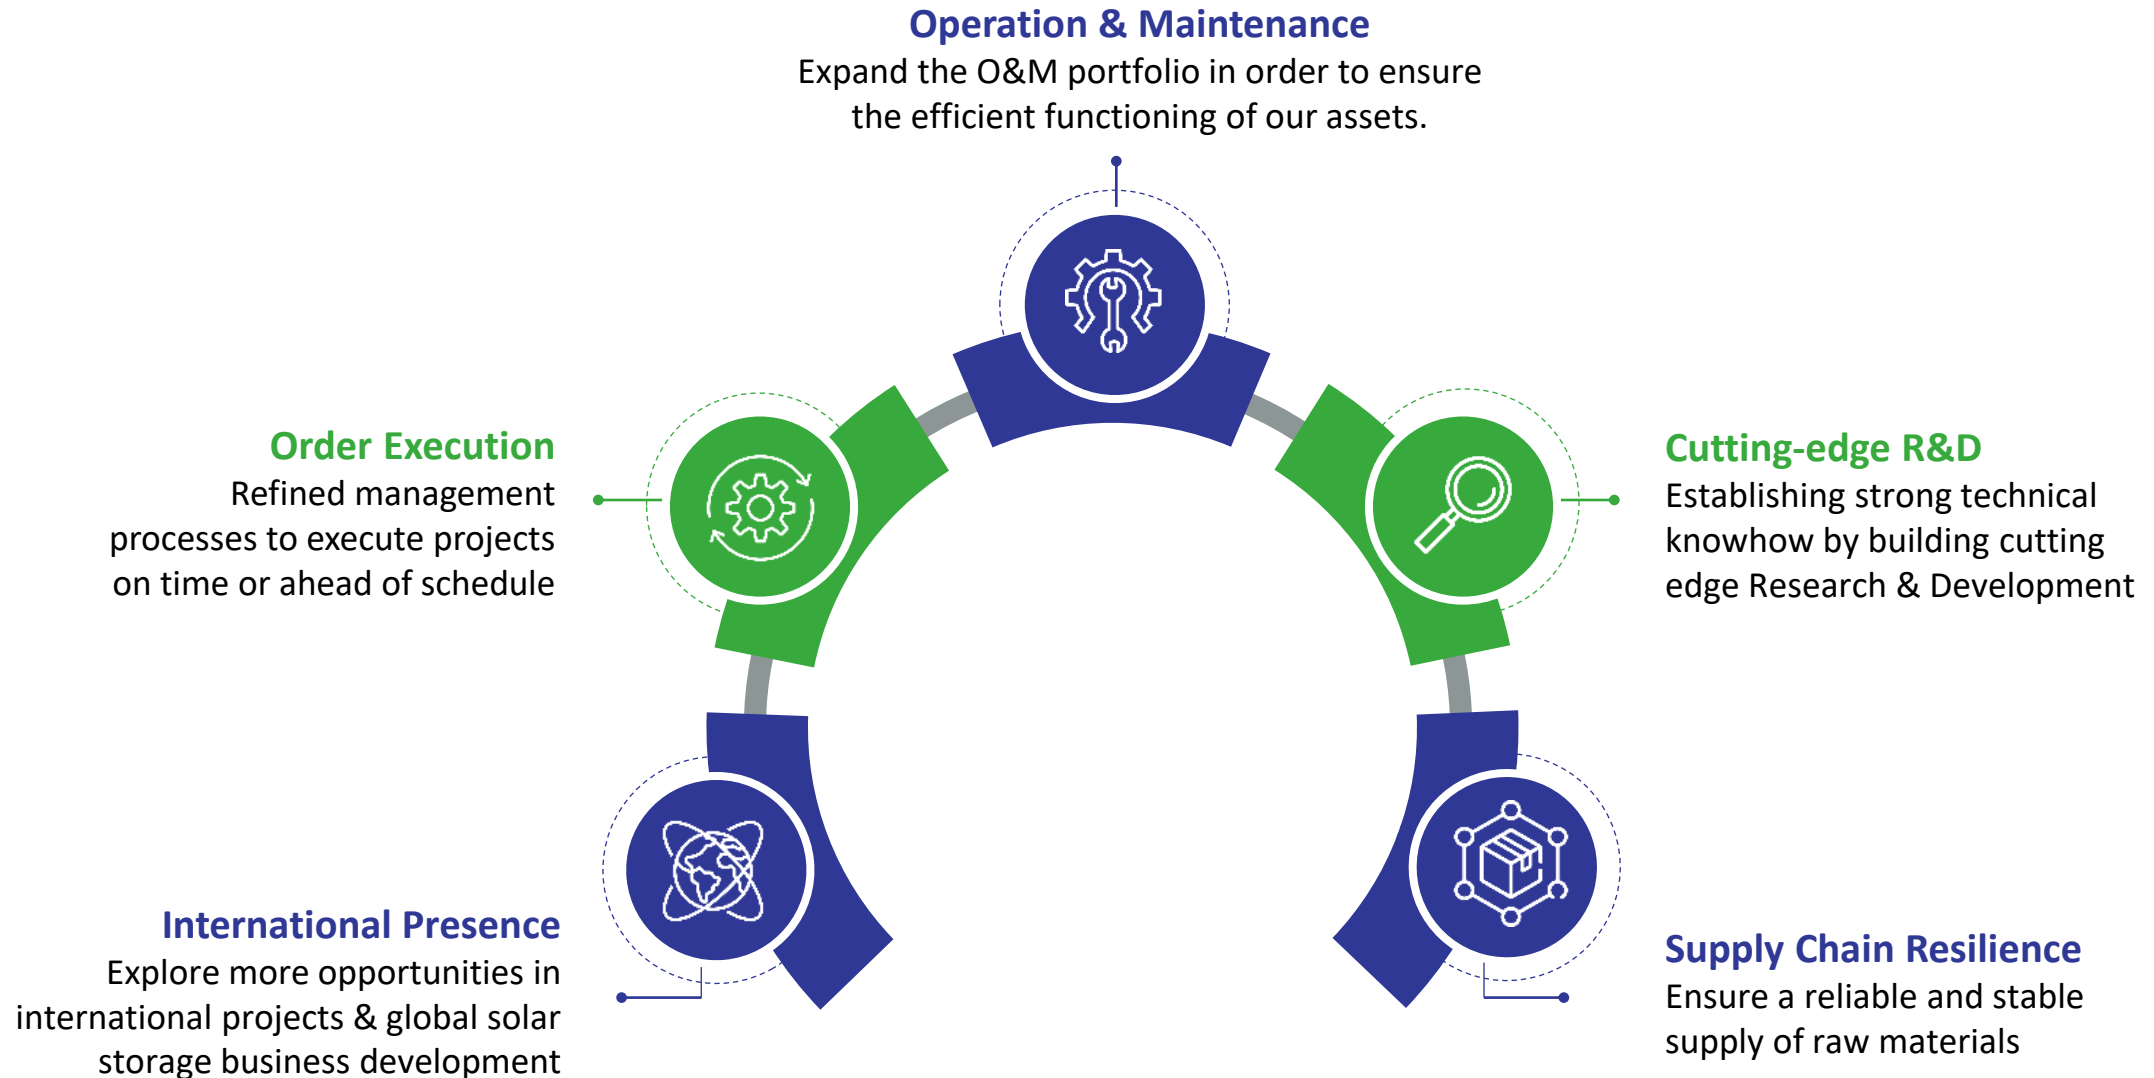 Operation & Maintenance
Expand the O&M portfolio in order to ensure
the efficient functioning of our assets.
Order Execution
Refined management
processes to execute projects
on time or ahead of schedule
Cutting-edge R&D
Establishing strong technical
knowhow by building cutting
edge Research & Development
International Presence
Explore more opportunities in
international projects & global solar
storage business development
Supply Chain Resilience
Ensure a reliable and stable
supply of raw materials